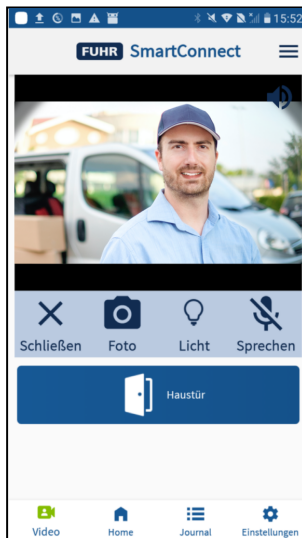 15:52
FUHR SmartConnect
Schließen Foto Licht Sprechen
Haustür
Video Home Journal Einstellungen